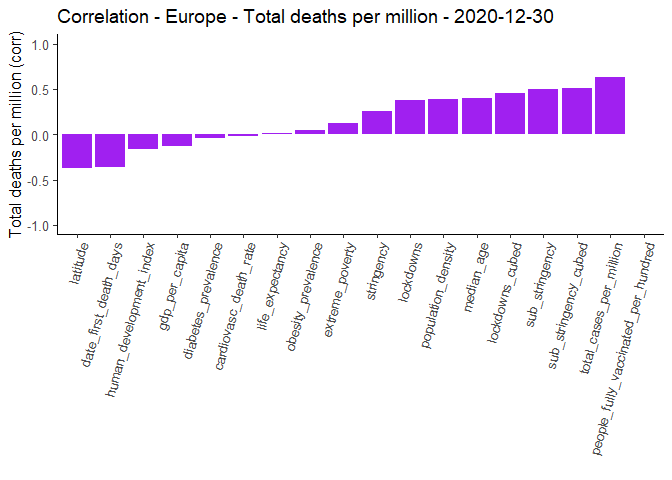 Correlation - Europe - Total deaths per million - 2020-12-30
Total deaths per million (corr)
1.0
0.5
0.0
-0.5
-1.0
latitude
date_first_death_days
human_development_index
gdp_per_capita
diabetes_prevalence
cardiovasc_death_rate
life_expectancy
obesity_prevalence
extreme_poverty
stringency
lockdowns
population_density
median_age
lockdowns_cubed
sub_stringency
sub_stringency_cubed
total_cases_per_million
people_fully_vaccinated_per_hundred